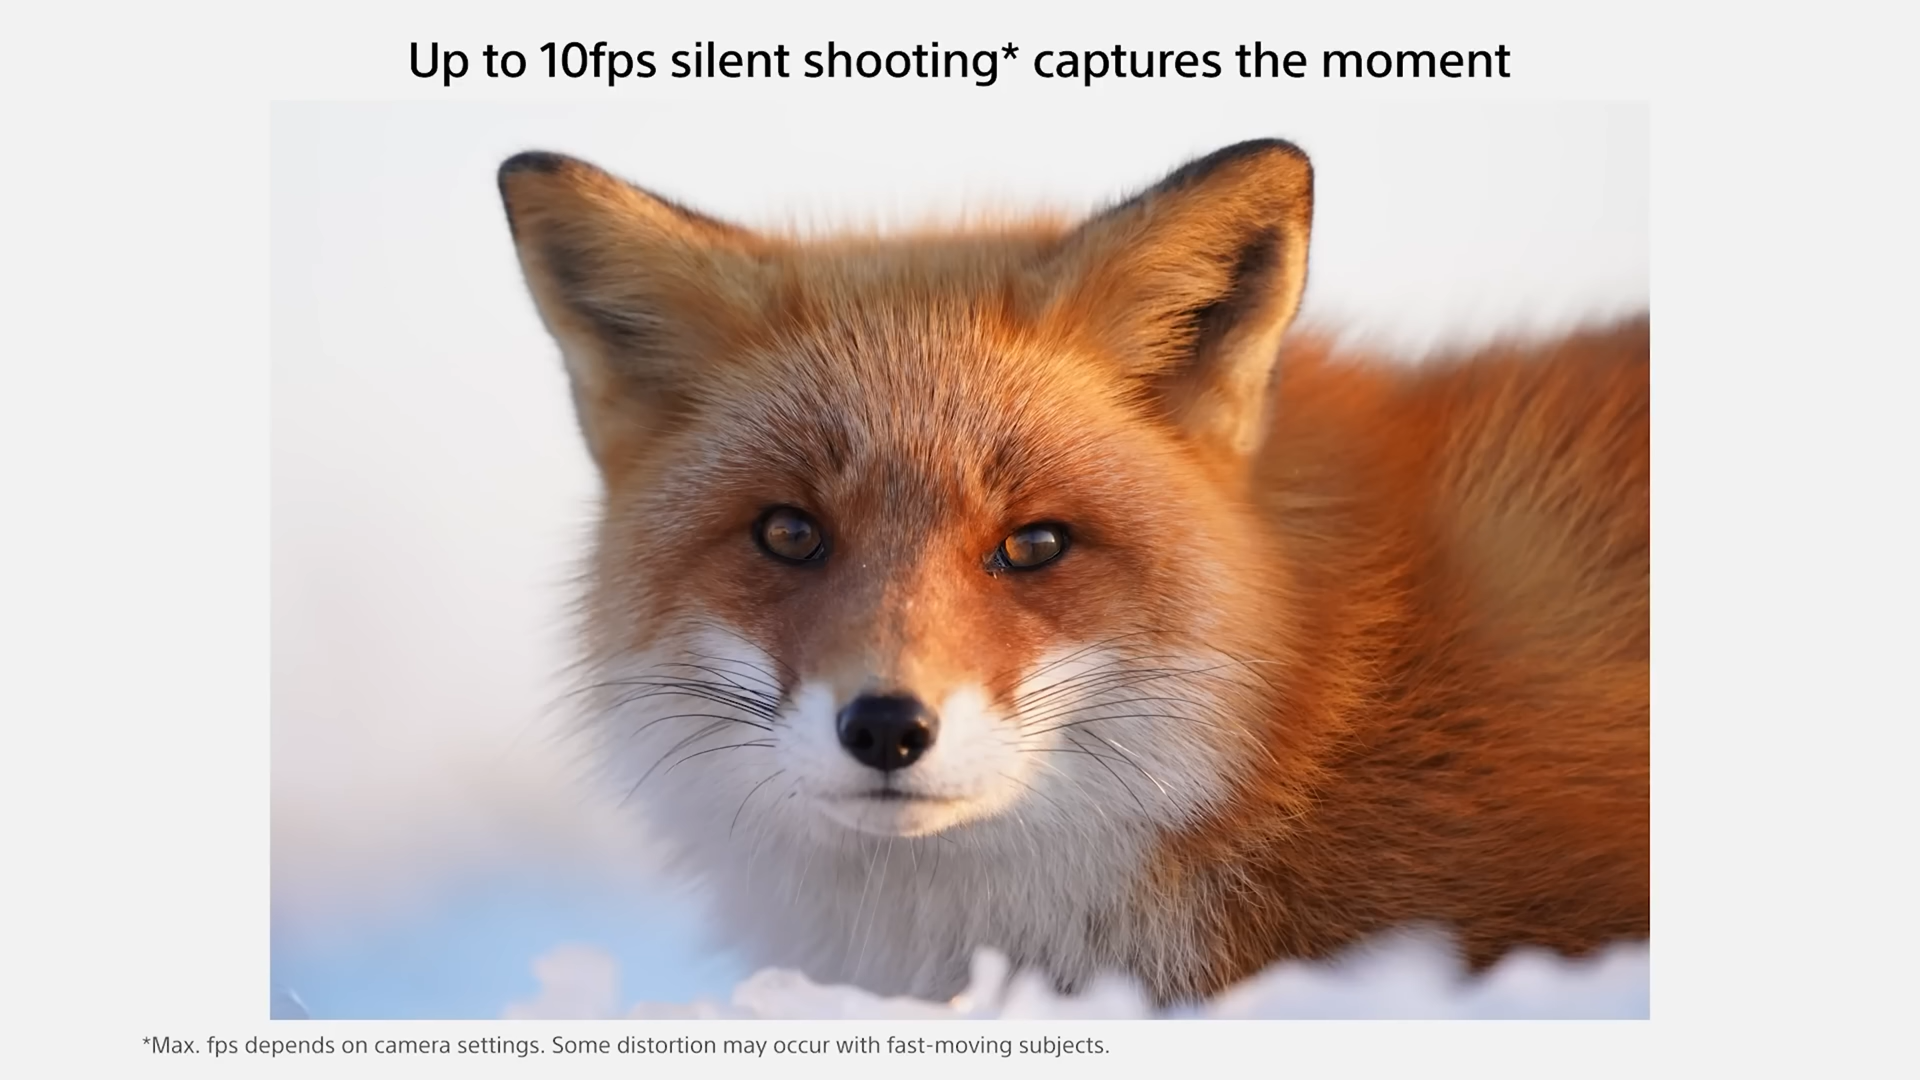 Up to 10fps silent shooting* captures the moment
*Max. fps depends on camera settings. Some distortion may occur with fast-moving subjects.